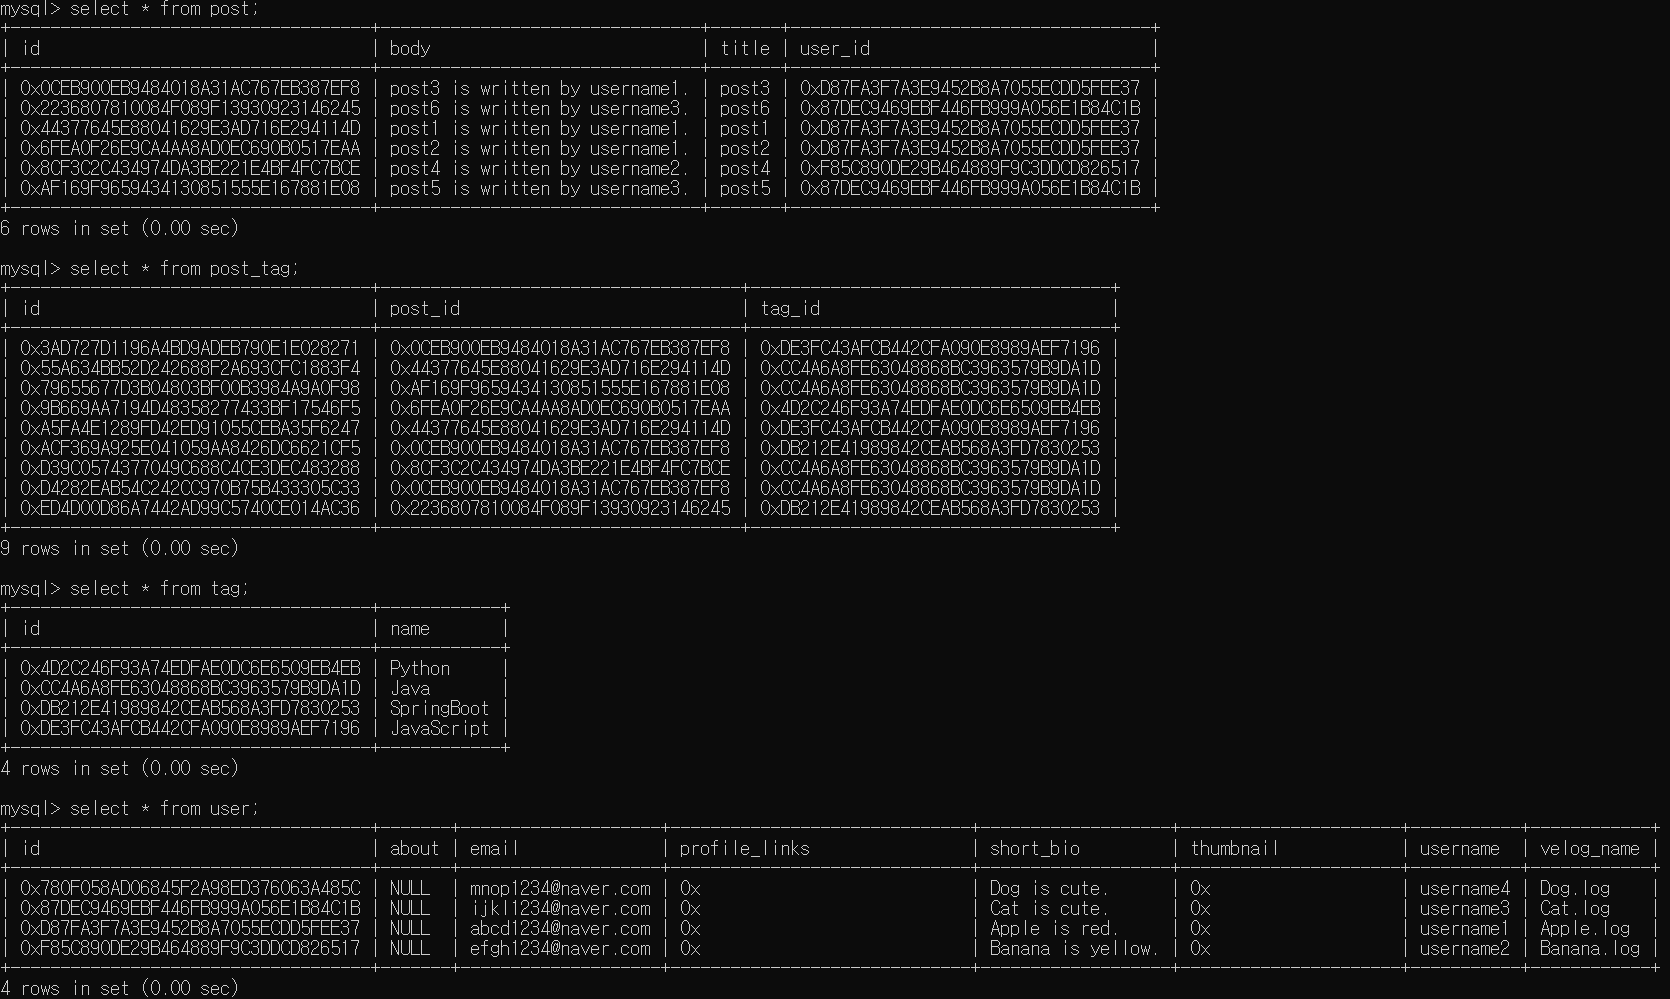 mysql> select * from post;
+-----------------------------------+--------------------------------+-------+-----------------------------------+
| id | body | title | user_id |
+-----------------------------------+--------------------------------+-------+-----------------------------------+
| 0x0CEB900EB9484018A31AC767EB387EF8 | post3 is written by username1. | post3 | 0xD87FA3F7A3E9452B8A7055ECDD5FEE37 |
| 0x2236807810084F089F13930923146245 | post6 is written by username3. | post6 | 0x87DEC9469EBF446FB999A056E1B84C1B |
| 0x44377645E88041629E3AD716E294114D | post1 is written by username1. | post1 | 0xD87FA3F7A3E9452B8A7055ECDD5FEE37 |
| 0x6FEA0F26E9CA4AA8AD0EC690B0517EAA | post2 is written by username1. | post2 | 0xD87FA3F7A3E9452B8A7055ECDD5FEE37 |
| 0x8CF3C2C434974DA3BE221E4BF4FC7BCE | post4 is written by username2. | post4 | 0xF85C890DE29B464889F9C3DDCD826517 |
| 0xAF169F9659434130851555E167881E08 | post5 is written by username3. | post5 | 0x87DEC9469EBF446FB999A056E1B84C1B |
+-----------------------------------+--------------------------------+-------+-----------------------------------+
6 rows in set (0.00 sec)
mysql> select * from post_tag;
+-----------------------------------+-----------------------------------+-----------------------------------+
| id | post_id | tag_id |
+-----------------------------------+-----------------------------------+-----------------------------------+
| 0x3AD727D1196A4BD9ADEB790E1E028271 | 0x0CEB900EB9484018A31AC767EB387EF8 | 0xDE3FC43AFCB442CFA090E8989AEF7196 |
| 0x55A634BB52D242688F2A693CFC1883F4 | 0x44377645E88041629E3AD716E294114D | 0xCC4A6A8FE63048868BC3963579B9DA1D |
| 0x79655677D3B04803BF00B3984A9A0F98 | 0xAF169F9659434130851555E167881E08 | 0xCC4A6A8FE63048868BC3963579B9DA1D |
| 0x9B669AA7194D48358277433BF17546F5 | 0x6FEA0F26E9CA4AA8AD0EC690B0517EAA | 0x4D2C246F93A74EDFAE0DC6E6509EB4EB |
| 0xA5FA4E1289FD42ED91055CEBA35F6247 | 0x44377645E88041629E3AD716E294114D | 0xDE3FC43AFCB442CFA090E8989AEF7196 |
| 0xACF369A925E041059AA8426DC6621CF5 | 0x0CEB900EB9484018A31AC767EB387EF8 | 0xDB212E41989842CEAB568A3FD7830253 |
| 0xD39C0574377049C688C4CE3DEC483288 | 0x8CF3C2C434974DA3BE221E4BF4FC7BCE | 0xCC4A6A8FE63048868BC3963579B9DA1D |
| 0xD4282EAB54C242CC970B75B433305C33 | 0x0CEB900EB9484018A31AC767EB387EF8 | 0xCC4A6A8FE63048868BC3963579B9DA1D |
| 0xED4D00D86A7442AD99C5740CE014AC36 | 0x2236807810084F089F13930923146245 | 0xDB212E41989842CEAB568A3FD7830253 |
+-----------------------------------+-----------------------------------+-----------------------------------+
9 rows in set (0.00 sec)
mysql> select * from tag;
+-----------------------------------+------------+
| id | name |
+-----------------------------------+------------+
| 0x4D2C246F93A74EDFAE0DC6E6509EB4EB | Python |
| 0xCC4A6A8FE63048868BC3963579B9DA1D | Java |
| 0xDB212E41989842CEAB568A3FD7830253 | SpringBoot |
| 0xDE3FC43AFCB442CFA090E8989AEF7196 | JavaScript |
+-----------------------------------+------------+
4 rows in set (0.00 sec)
mysql> select * from user;
+-----------------------------------+-------+--------------------+------------------------------+-------------------+----------------------+-----------+------------+
| id | about | email | profile_links | short_bio | thumbnail | username | velog_name |
+-----------------------------------+-------+--------------------+------------------------------+-------------------+----------------------+-----------+------------+
| 0x780F058AD06845F2A98ED376063A485C | NULL | mnop1234@naver.com | 0x | Dog is cute. | 0x | username4 | Dog.log |
| 0x87DEC9469EBF446FB999A056E1B84C1B | NULL | ijkl1234@naver.com | 0x | Cat is cute. | 0x | username3 | Cat.log |
| 0xD87FA3F7A3E9452B8A7055ECDD5FEE37 | NULL | abcd1234@naver.com | 0x | Apple is red. | 0x | username1 | Apple.log |
| 0xF85C890DE29B464889F9C3DDCD826517 | NULL | efgh1234@naver.com | 0x | Banana is yellow. | 0x | username2 | Banana.log |
+-----------------------------------+-------+--------------------+------------------------------+-------------------+----------------------+-----------+------------+
4 rows in set (0.00 sec)